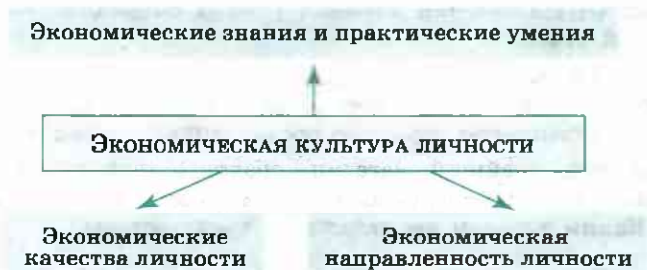 Экономические знания и практические умения
Экономическая культура личности
Экономические
качества личности
Экономическая
направленность личности